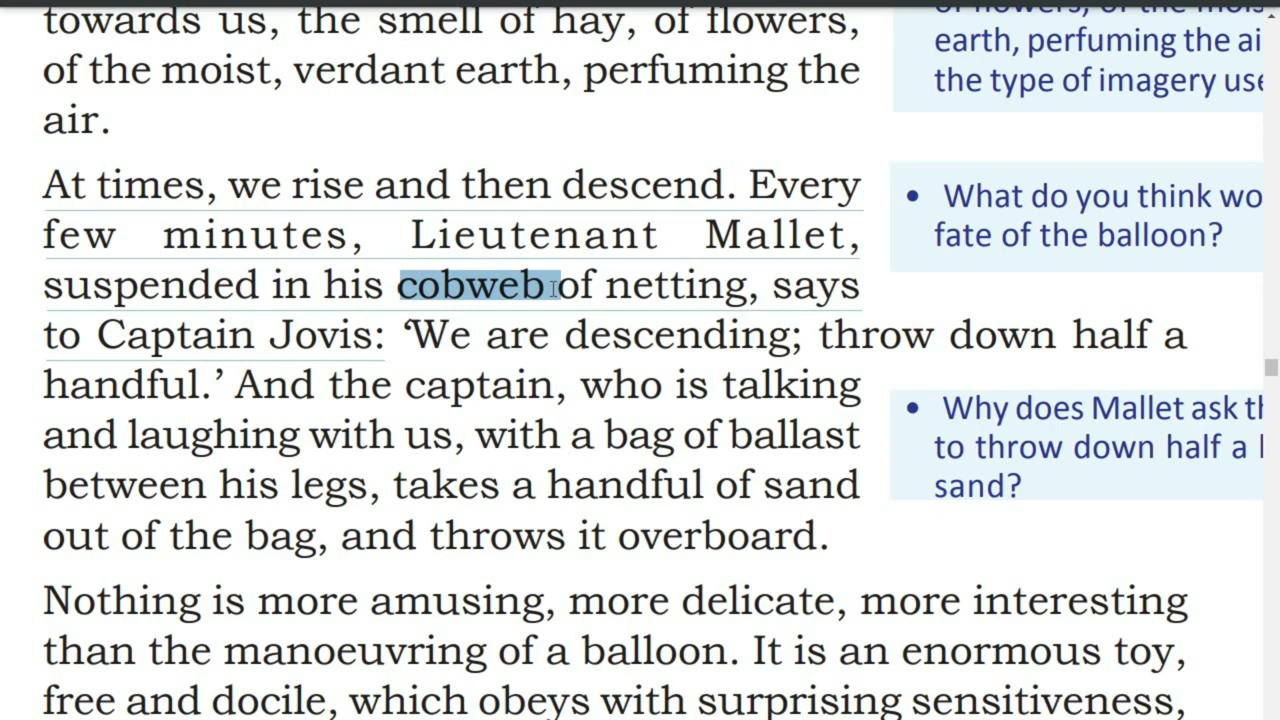 towards us, the smell of hay, of flowers,
of the moist, verdant earth, perfuming the
air.
earth, perfuming the ai
the type of imagery use
At times, we rise and then descend. Every
few minutes, Lieutenant Mallet,
suspended in his cobweb of netting, says
to Captain Jovis: ‘We are descending; throw down half a
handful.’ And the captain, who is talking
and laughing with us, with a bag of ballast
between his legs, takes a handful of sand
out of the bag, and throws it overboard.
• What do you think wo
fate of the balloon?
• Why does Mallet ask th
to throw down half a
sand?
Nothing is more amusing, more delicate, more interesting
than the manoeuvring of a balloon. It is an enormous toy,
free and docile, which obeys with surprising sensitiveness,